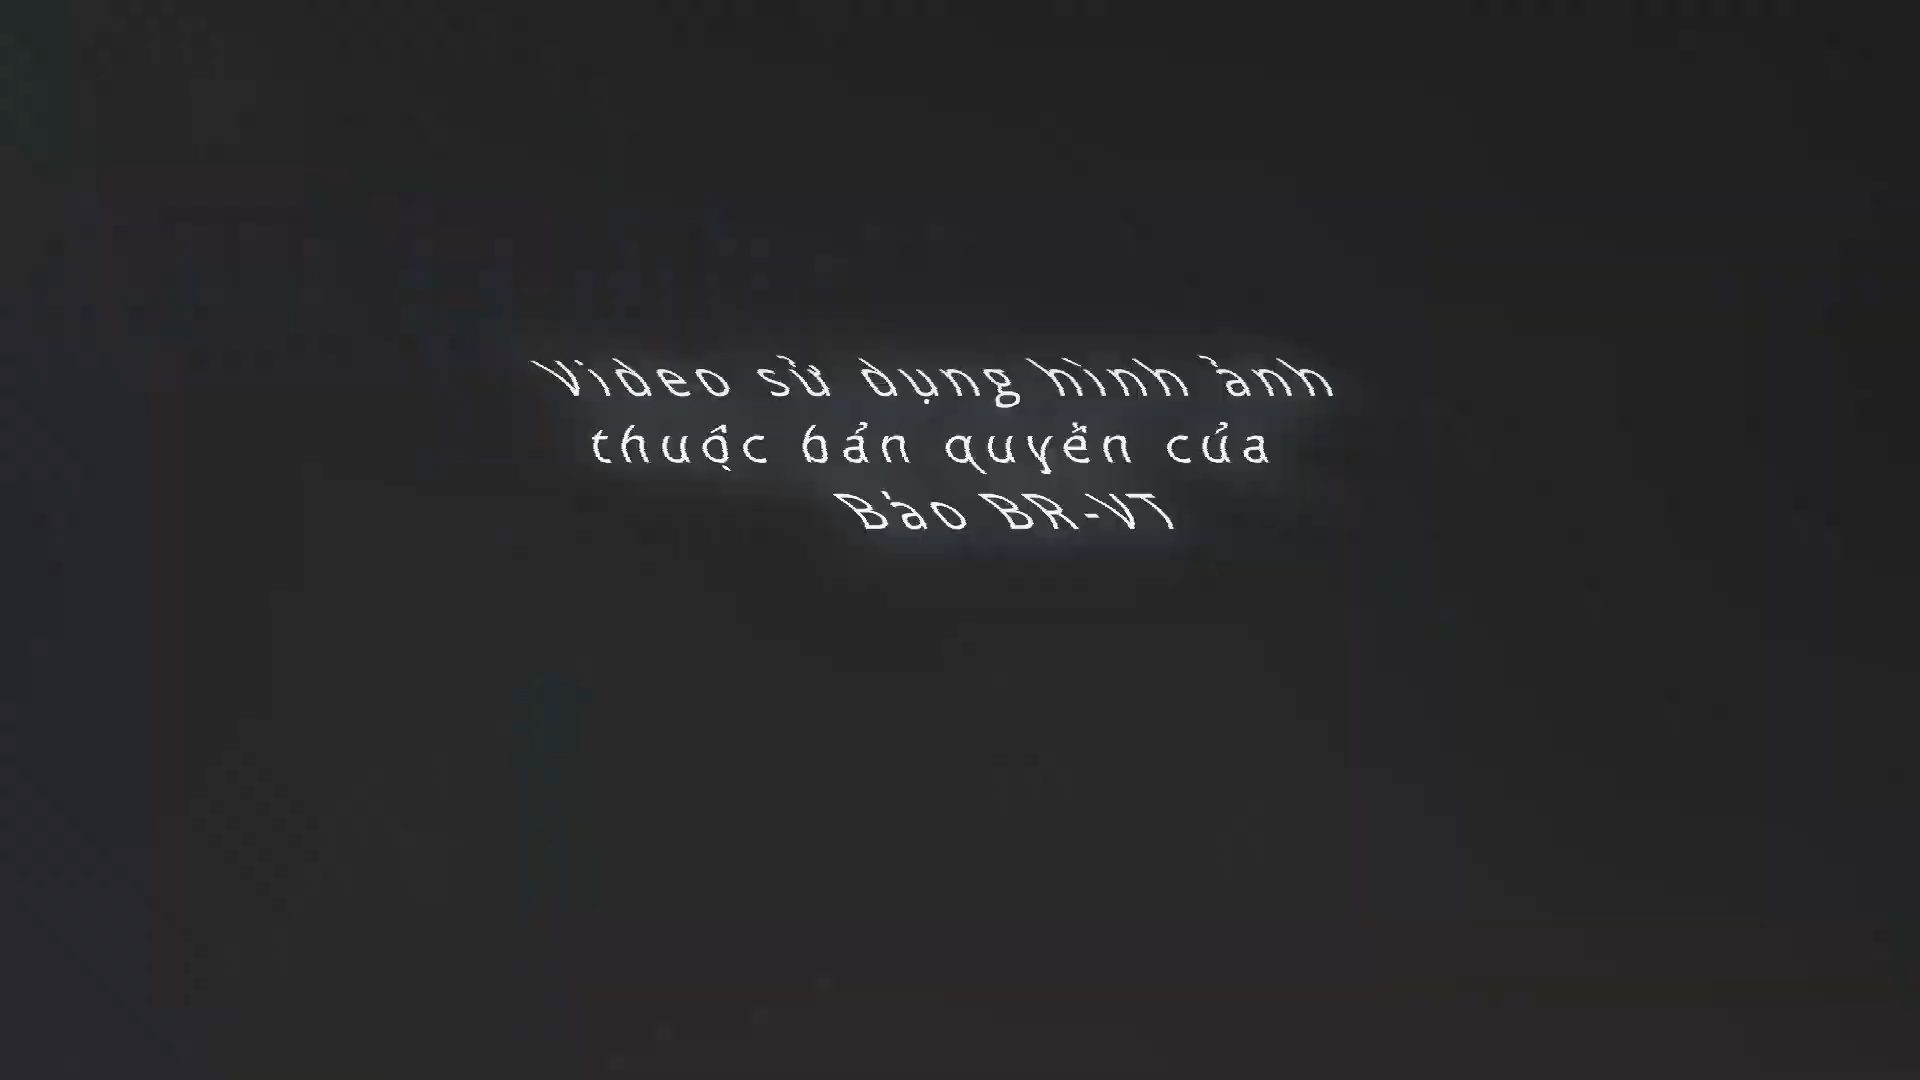 Video sử dụng hình ảnh
thuộc bản quyền của
Báo BR-VT